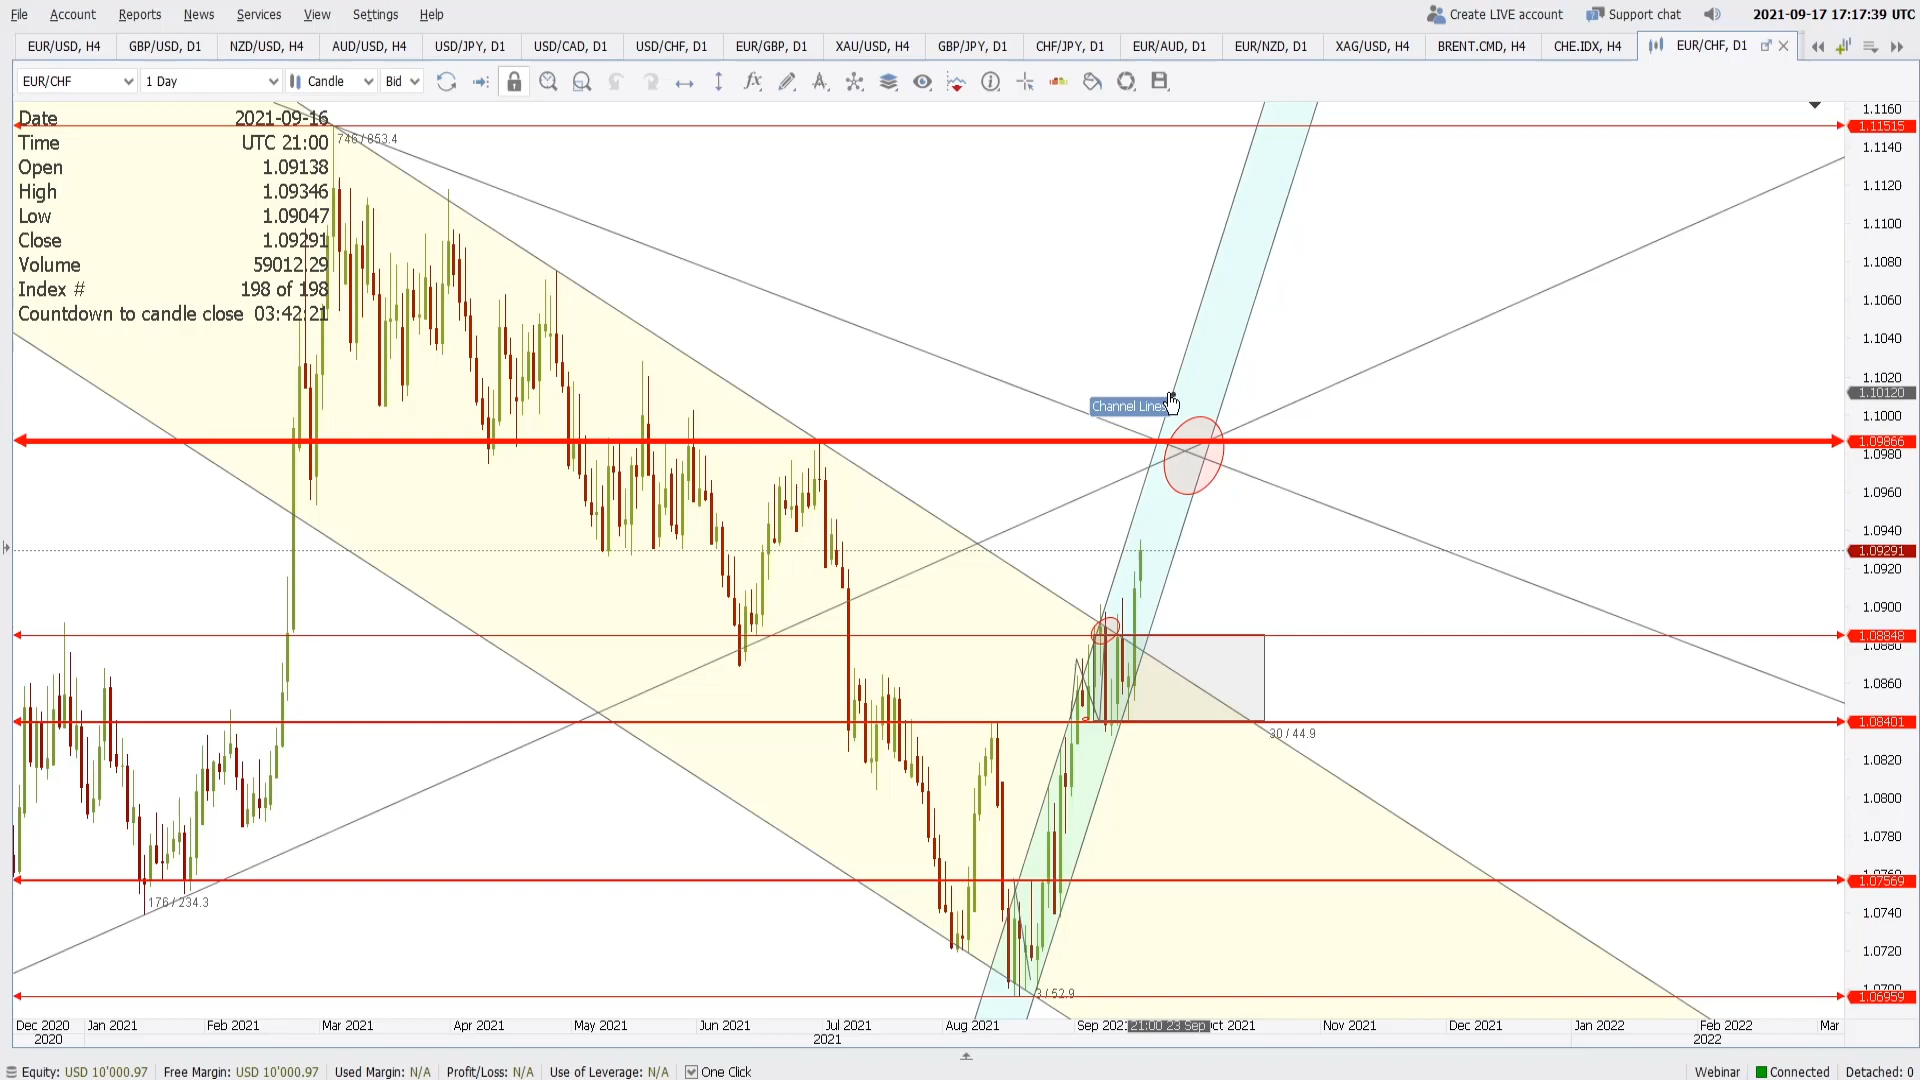 File Account Reports News Services View Settings Help Create LIVE account Support chat 2021-09-17 17:17:39 UTC
EUR/USD, H4 GBP/USD, D1 NZD/USD, H4 AUD/USD, H4 USD/JPY, D1 USD/CAD, D1 USD/CHF, D1 EUR/GBP, D1 XAU/USD, H4 GBP/JPY, D1 CHF/JPY, D1 EUR/AUD, D1 EUR/NZD, D1 XAG/USD, H4 BRENT.CMD, H4 CHE.IDX, H4 EUR/CHF, D1
EUR/CHF 1 Day Candle Bid
Date 2021-09-16
Time UTC 21:00
Open 1.09138
High 1.09346
Low 1.09047
Close 1.09291
Volume 59012.29
Index # 198 of 198
Countdown to candle close 03:42:21
746 / 853.4
Channel Lines
30 / 44.9
176 / 234.3
3 / 52.9
1.1160
1.11515
1.1140
1.1120
1.1100
1.1080
1.1060
1.1040
1.1020
1.10120
1.1000
1.09866
1.0980
1.0960
1.0940
1.09291
1.0920
1.0900
1.08848
1.0880
1.0860
1.08401
1.0820
1.0800
1.0780
1.07569
1.0740
1.0720
1.0700
1.06959
Dec 2020 Jan 2021 Feb 2021 Mar 2021 Apr 2021 May 2021 Jun 2021 Jul 2021 Aug 2021 Sep 202 21:00 23 Sep ct 2021 Nov 2021 Dec 2021 Jan 2022 Feb 2022 Mar
2020 2021 2022
Equity: USD 10'000.97 Free Margin: USD 10'000.97 Used Margin: N/A Profit/Loss: N/A Use of Leverage: N/A One Click Webinar Connected Detached: 0